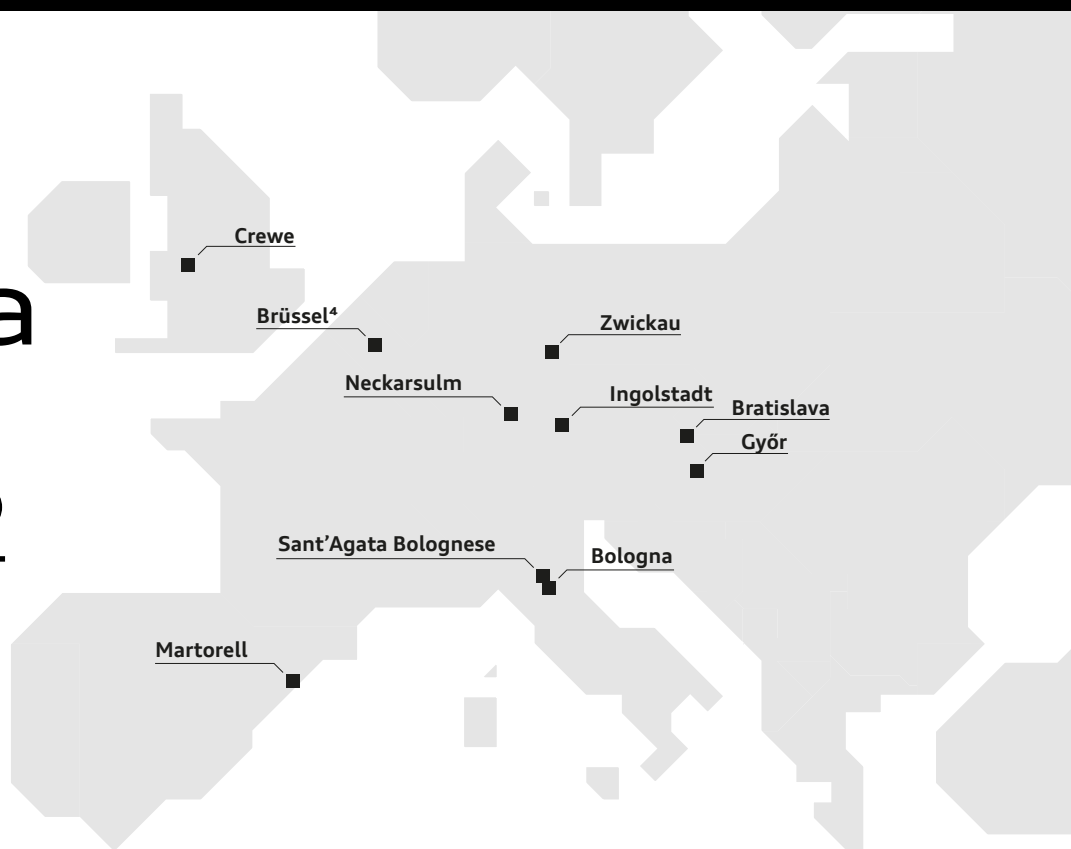 Crewe
a
Brüssel⁴
Zwickau
Neckarsulm
Ingolstadt
Bratislava
Győr
Sant’Agata Bolognese
Bologna
Martorell